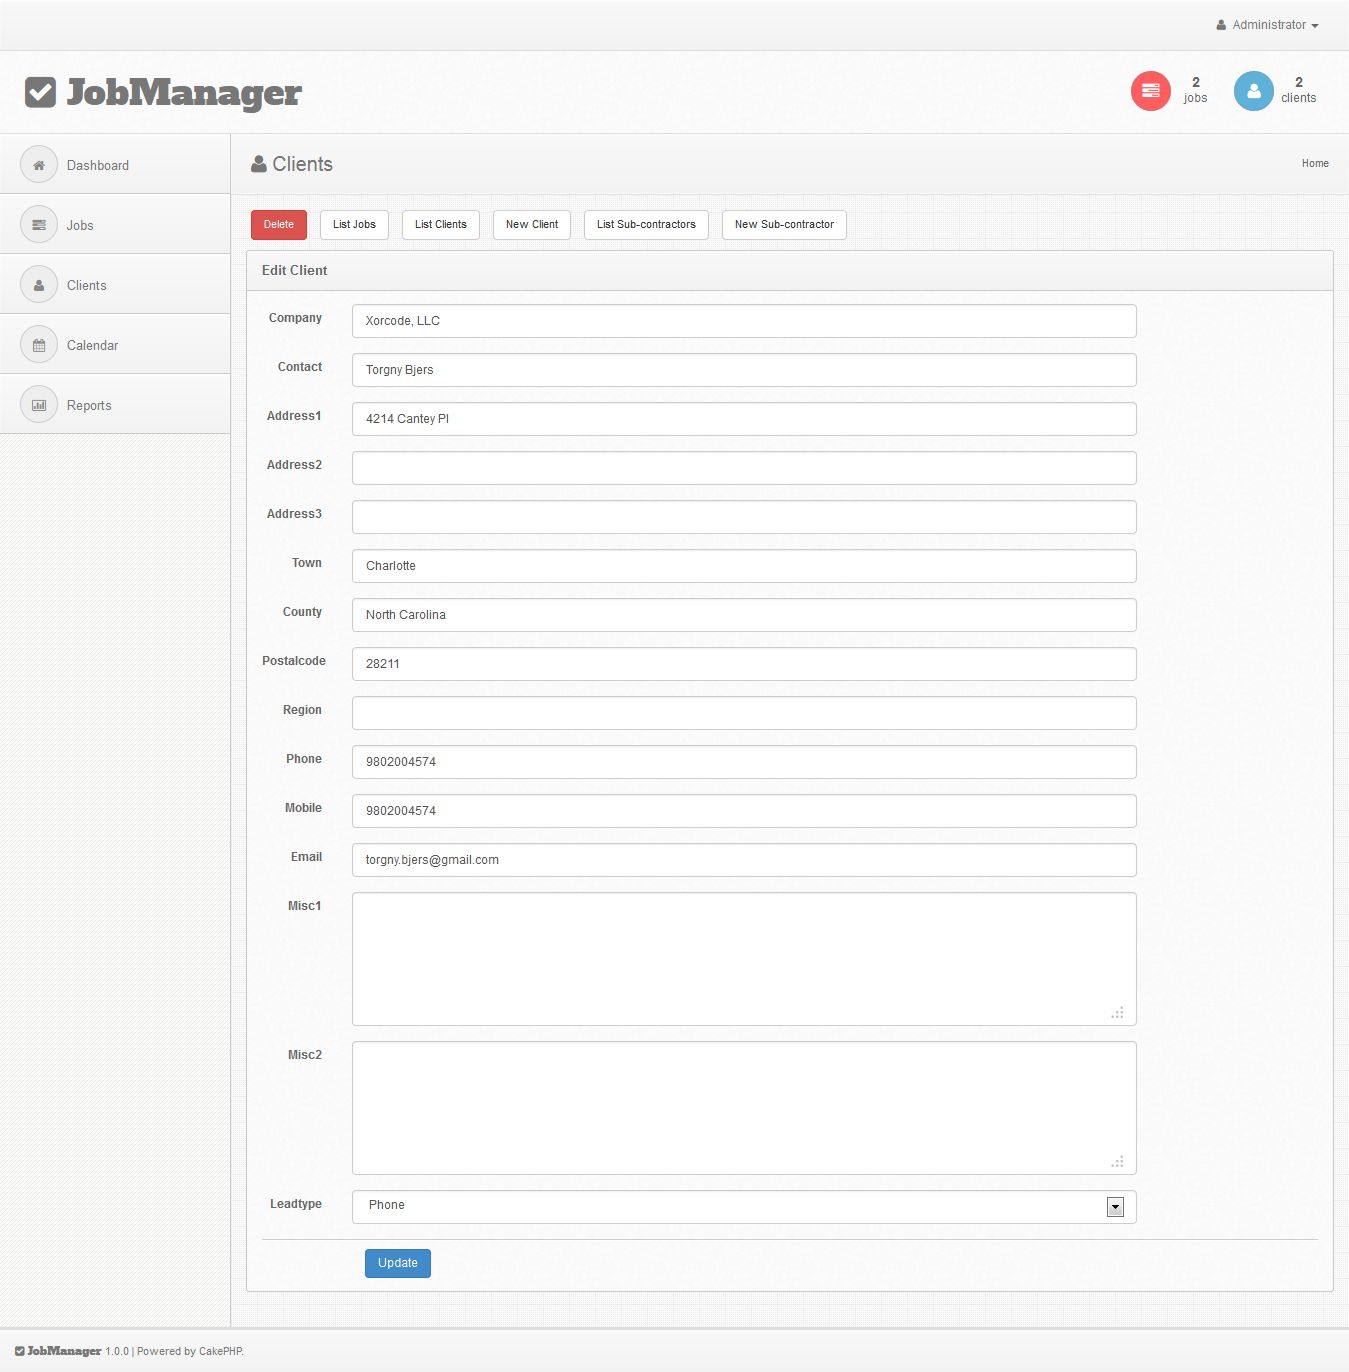 Administrator
JobManager
2 jobs
2 clients
Dashboard
Jobs
Clients
Calendar
Reports
Clients
Home
Delete List Jobs List Clients New Client List Sub-contractors New Sub-contractor
Edit Client
Company Xorcode, LLC
Contact Torgny Bjers
Address1 4214 Cantey Pl
Address2
Address3
Town Charlotte
County North Carolina
Postalcode 28211
Region
Phone 9802004574
Mobile 9802004574
Email torgny.bjers@gmail.com
Misc1
Misc2
Leadtype Phone
Update
JobManager 1.0.0 | Powered by CakePHP.